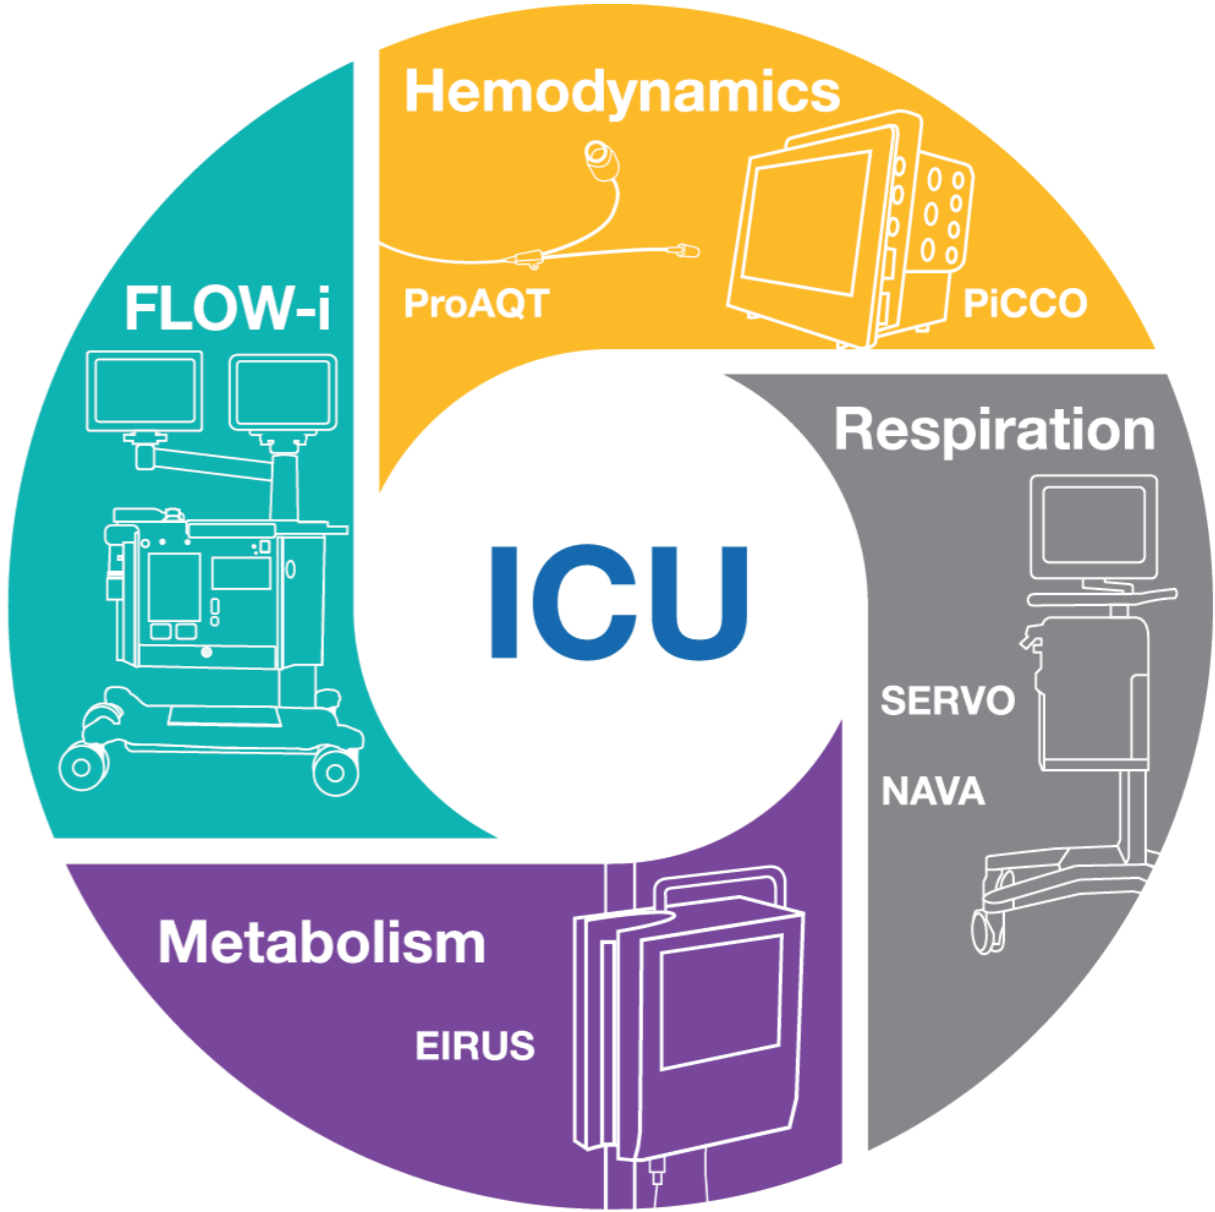 Hemodynamics
ProAQT
PiCCO
FLOW-i
Respiration
ICU
SERVO
NAVA
Metabolism
EIRUS